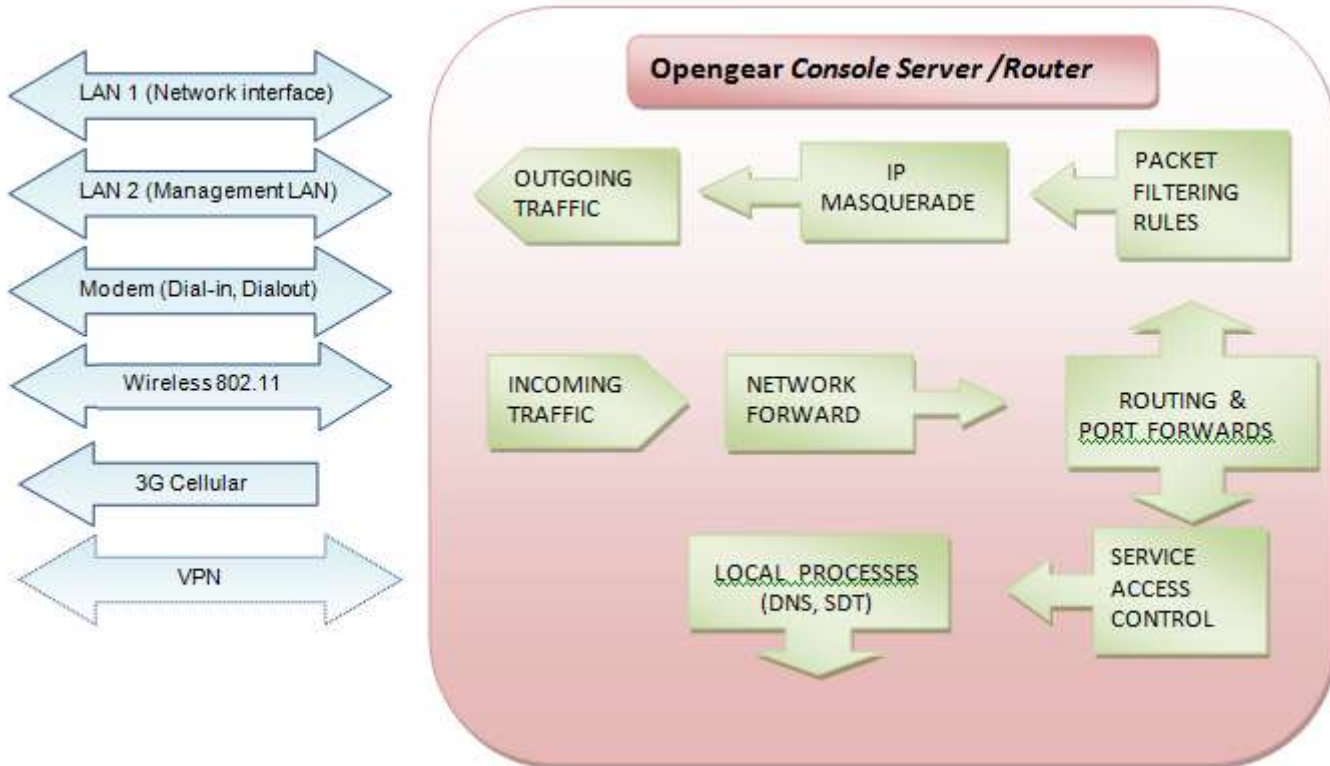 LAN 1 (Network interface)
LAN 2 (Management LAN)
Modem (Dial-in, Dialout)
Wireless 802.11
3G Cellular
VPN
Opengear Console Server /Router
OUTGOING
TRAFFIC
IP
MASQUERADE
PACKET
FILTERING
RULES
INCOMING
TRAFFIC
NETWORK
FORWARD
ROUTING &
PORT FORWARDS
LOCAL PROCESSES
(DNS, SDT)
SERVICE
ACCESS
CONTROL